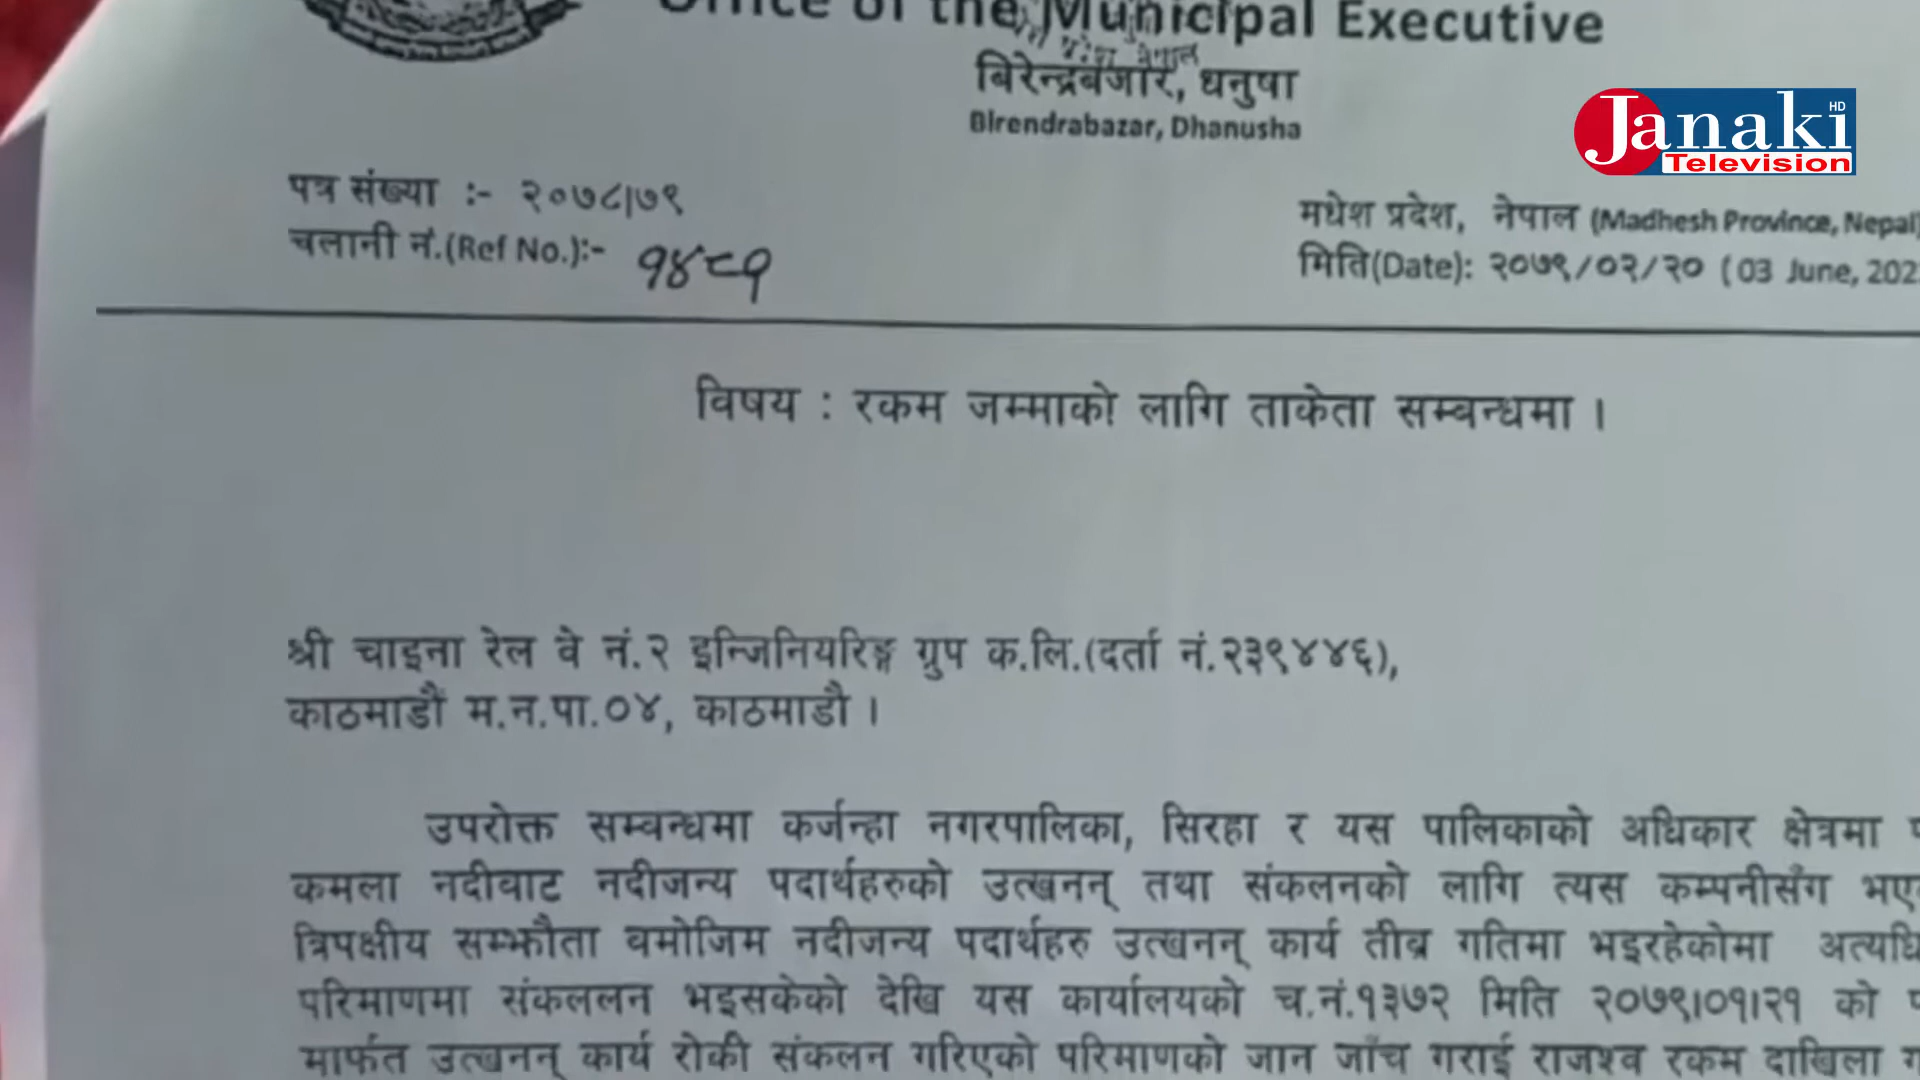 Office of the Municipal Executive
बिरेन्द्रबजार, धनुषा
Birendrabazar, Dhanusha
Janaki HD
Television
पत्र संख्या :- २०७८|७९
मधेश प्रदेश, नेपाल (Madhesh Province, Nepal)
चलानी नं.(Ref No.):- १४८१
मिति(Date): २०७९/०२/२० ( 03 June, 202
विषय : रकम जम्माको लागि ताकेता सम्बन्धमा ।
श्री चाइना रेल वे नं.२ इन्जिनियरिङ्ग ग्रुप क.लि.(दर्ता नं.२३९४४६),
काठमाडौं म.न.पा.०४, काठमाडौ ।
उपरोक्त सम्बन्धमा कर्जन्हा नगरपालिका, सिरहा र यस पालिकाको अधिकार क्षेत्रमा
कमला नदीबाट नदीजन्य पदार्थहरुको उत्खनन् तथा संकलनको लागि त्यस कम्पनीसँग
त्रिपक्षीय सम्झौता बमोजिम नदीजन्य पदार्थहरु उत्खनन् कार्य तीब्र गतिमा भइरहेकोमा
परिमाणमा संकललन भइसकेको देखि यस कार्यालयको च.नं.१३७२ मिति २०७९।०१।२१ को
मार्फत उत्खनन् कार्य रोकी संकलन गरिएको परिमाणको जान जाँच गराई राजश्व रकम दाखिला